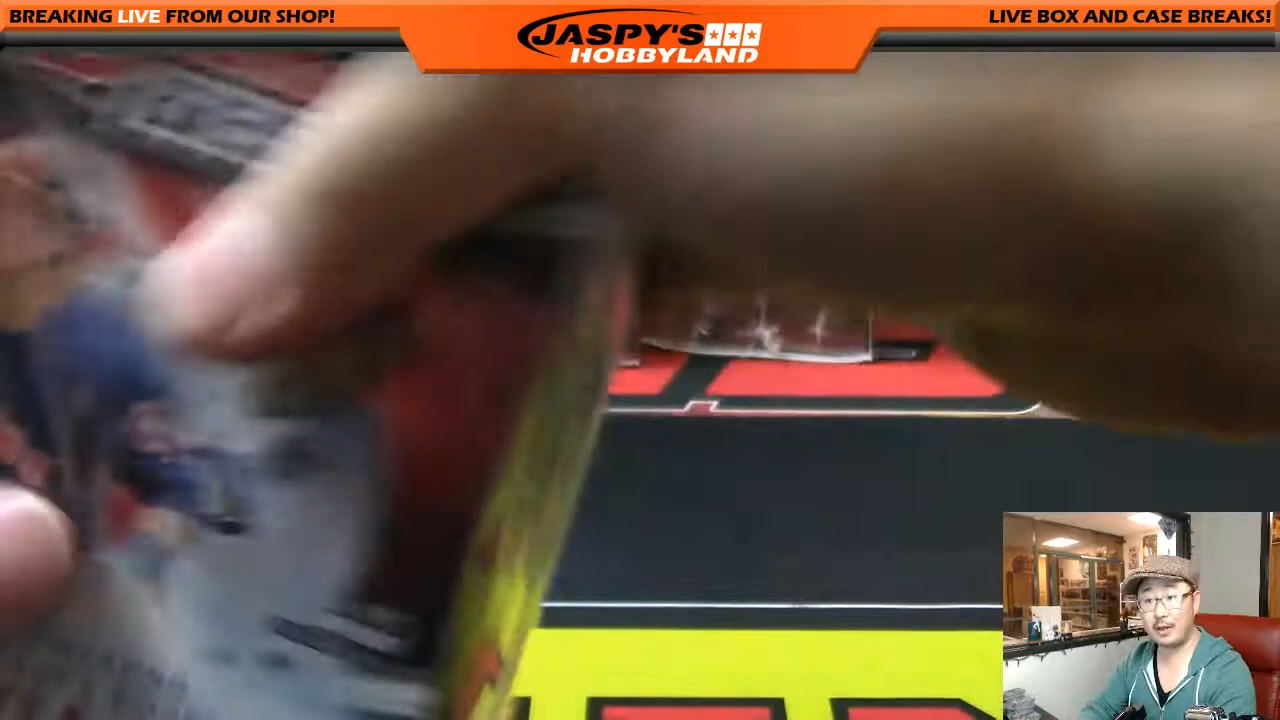 BREAKING LIVE FROM OUR SHOP!
JASPY'S
HOBBYLAND
LIVE BOX AND CASE BREAKS!